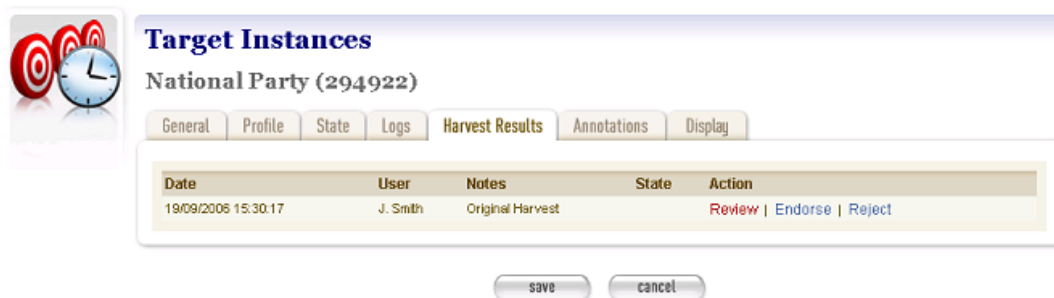 Target Instances
National Party (294922)
General Profile State Logs Harvest Results Annotations Display
Date User Notes State Action
19/09/2006 15:30:17 J. Smith Original Harvest Review | Endorse | Reject
save cancel